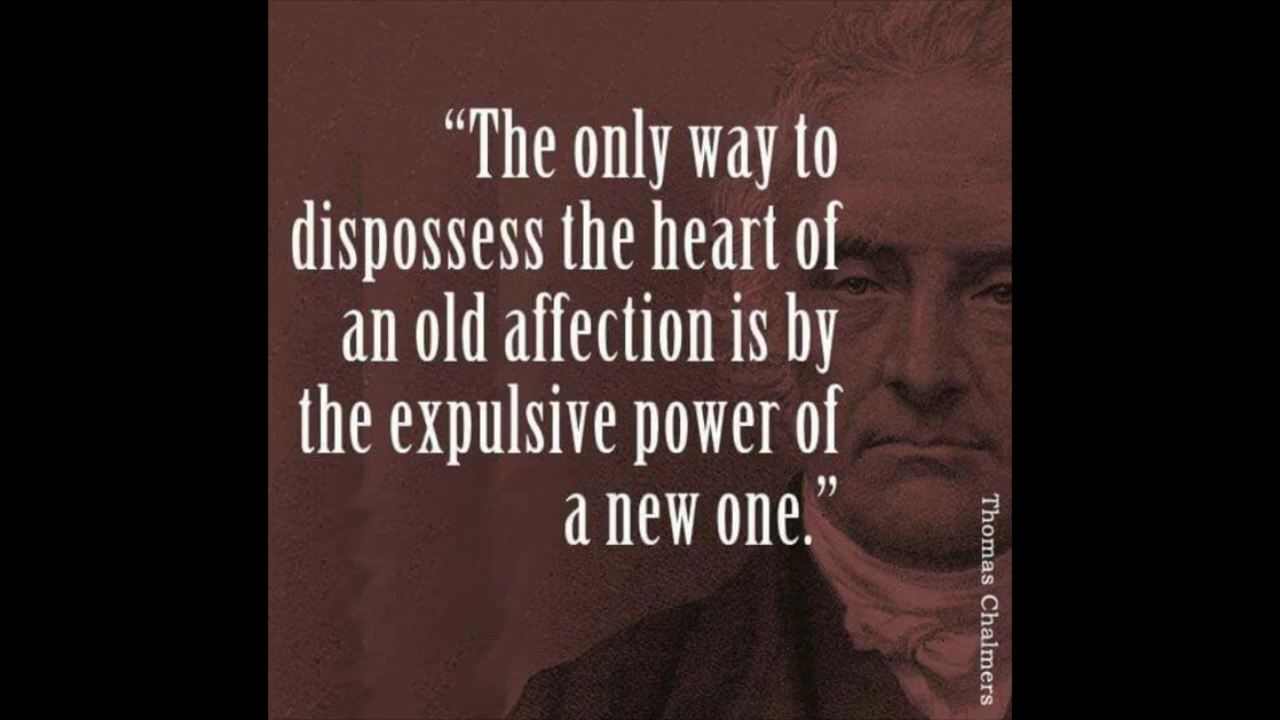 “The only way to
dispossess the heart of
an old affection is by
the expulsive power of
a new one.”
Thomas Chalmers